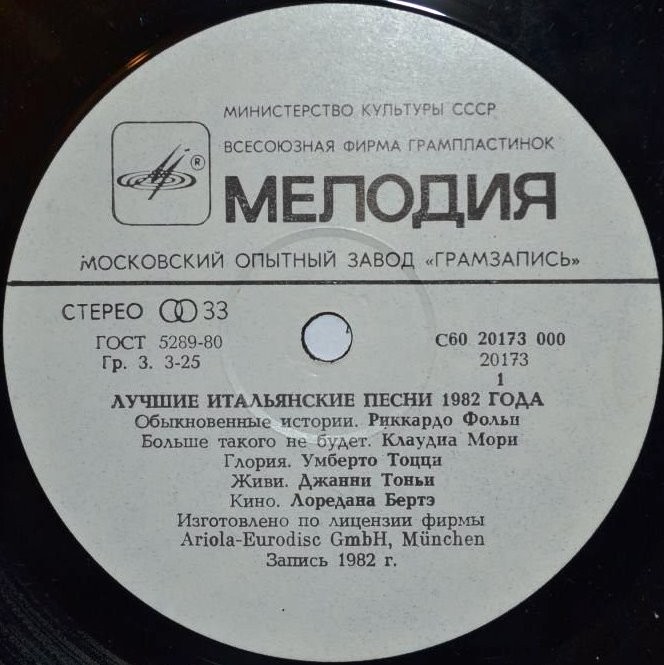 МИНИСТЕРСТВО КУЛЬТУРЫ СССР
ВСЕСОЮЗНАЯ ФИРМА ГРАМПЛАСТИНОК
®
МЕЛОДИЯ
МОСКОВСКИЙ ОПЫТНЫЙ ЗАВОД «ГРАМЗАПИСЬ»
СТЕРЕО 33
ГОСТ 5289-80
Гр. 3. 3-25
С60 20173 000
20173
1
ЛУЧШИЕ ИТАЛЬЯНСКИЕ ПЕСНИ 1982 ГОДА
Обыкновенные истории. Риккардо Фольи
Больше такого не будет. Клаудиа Мори
Глория. Умберто Тоцци
Живи. Джанни Тоньи
Кино. Лоредана Бертэ
Изготовлено по лицензии фирмы
Ariola-Eurodisc GmbH, München
Запись 1982 г.